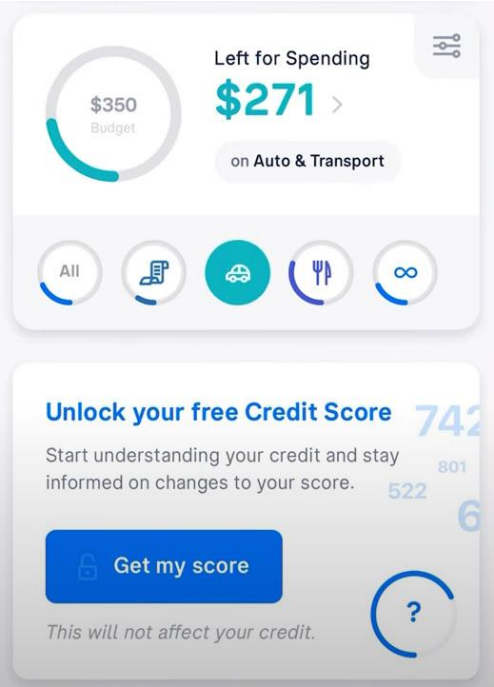 Left for Spending
$350
Budget
$271
on Auto & Transport
All
Unlock your free Credit Score
742
Start understanding your credit and stay
informed on changes to your score.
801
522
6
Get my score
?
This will not affect your credit.